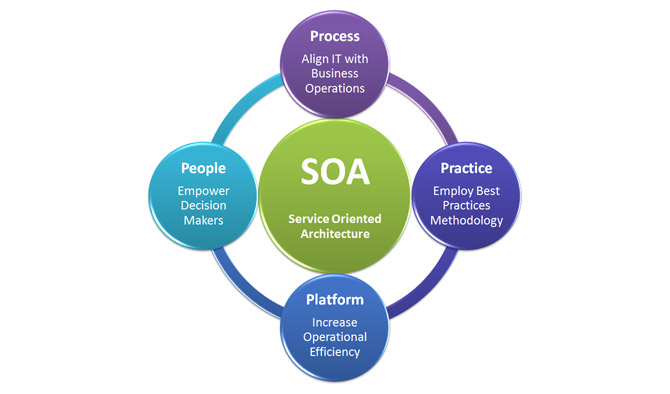 Process
Align IT with
Business
Operations
People
Empower
Decision
Makers
SOA
Service Oriented
Architecture
Practice
Employ Best
Practices
Methodology
Platform
Increase
Operational
Efficiency